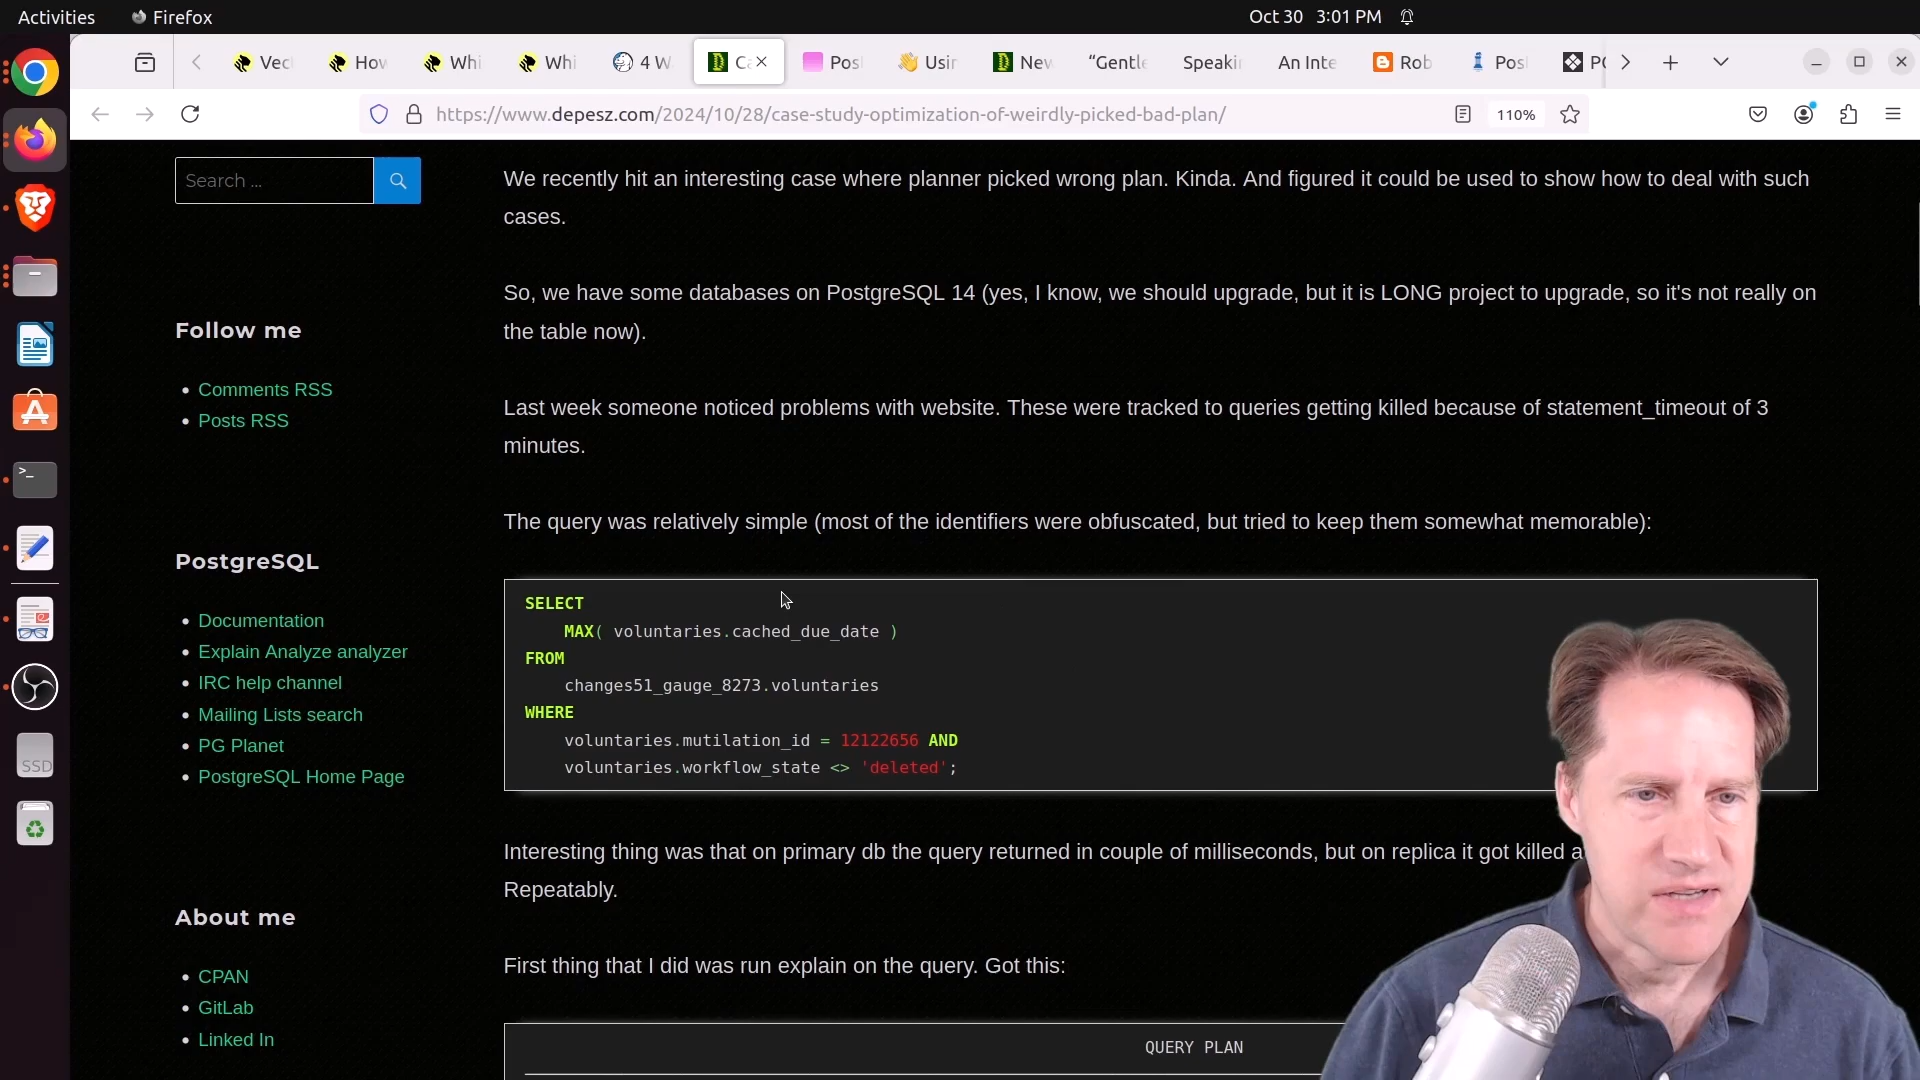 Activities
Firefox
Oct 30 3:01 PM
Vec
How
Whi
Whi
4 W
Ca
Pos
Usin
New
“Gentle
Speaki
An Inte
Rob
Pos
PO
https://www.depesz.com/2024/10/28/case-study-optimization-of-weirdly-picked-bad-plan/
110%
Search ...
Follow me
Comments RSS
Posts RSS
PostgreSQL
Documentation
Explain Analyze analyzer
IRC help channel
Mailing Lists search
PG Planet
PostgreSQL Home Page
About me
CPAN
GitLab
Linked In
SSD
We recently hit an interesting case where planner picked wrong plan. Kinda. And figured it could be used to show how to deal with such
cases.
So, we have some databases on PostgreSQL 14 (yes, I know, we should upgrade, but it is LONG project to upgrade, so it's not really on
the table now).
Last week someone noticed problems with website. These were tracked to queries getting killed because of statement_timeout of 3
minutes.
The query was relatively simple (most of the identifiers were obfuscated, but tried to keep them somewhat memorable):
SELECT
MAX( voluntaries.cached_due_date )
FROM
changes51_gauge_8273.voluntaries
WHERE
voluntaries.mutilation_id = 12122656 AND
voluntaries.workflow_state <> 'deleted';
Interesting thing was that on primary db the query returned in couple of milliseconds, but on replica it got killed a
Repeatably.
First thing that I did was run explain on the query. Got this:
QUERY PLAN